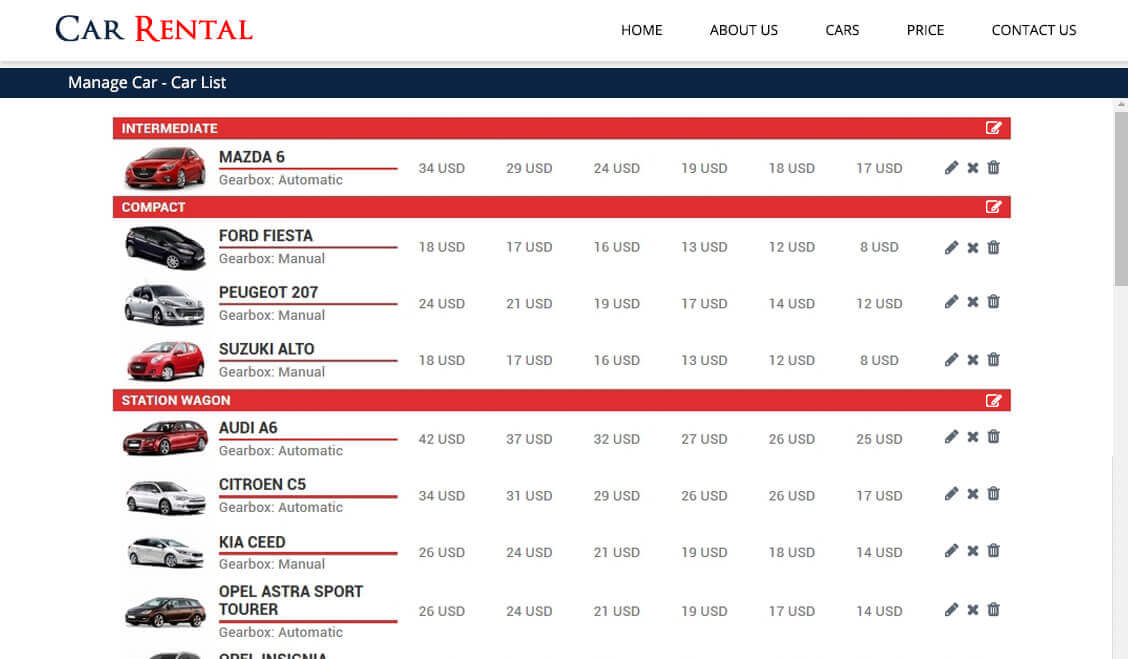 CAR RENTAL
HOME ABOUT US CARS PRICE CONTACT US
Manage Car - Car List
INTERMEDIATE
MAZDA 6
34 USD 29 USD 24 USD 19 USD 18 USD 17 USD
Gearbox: Automatic
COMPACT
FORD FIESTA
18 USD 17 USD 16 USD 13 USD 12 USD 8 USD
Gearbox: Manual
PEUGEOT 207
24 USD 21 USD 19 USD 17 USD 14 USD 12 USD
Gearbox: Manual
SUZUKI ALTO
18 USD 17 USD 16 USD 13 USD 12 USD 8 USD
Gearbox: Manual
STATION WAGON
AUDI A6
42 USD 37 USD 32 USD 27 USD 26 USD 25 USD
Gearbox: Automatic
CITROEN C5
34 USD 31 USD 29 USD 26 USD 26 USD 17 USD
Gearbox: Automatic
KIA CEED
26 USD 24 USD 21 USD 19 USD 18 USD 14 USD
Gearbox: Manual
OPEL ASTRA SPORT
TOURER
26 USD 24 USD 21 USD 19 USD 17 USD 14 USD
Gearbox: Automatic
OPEL INSIGNIA